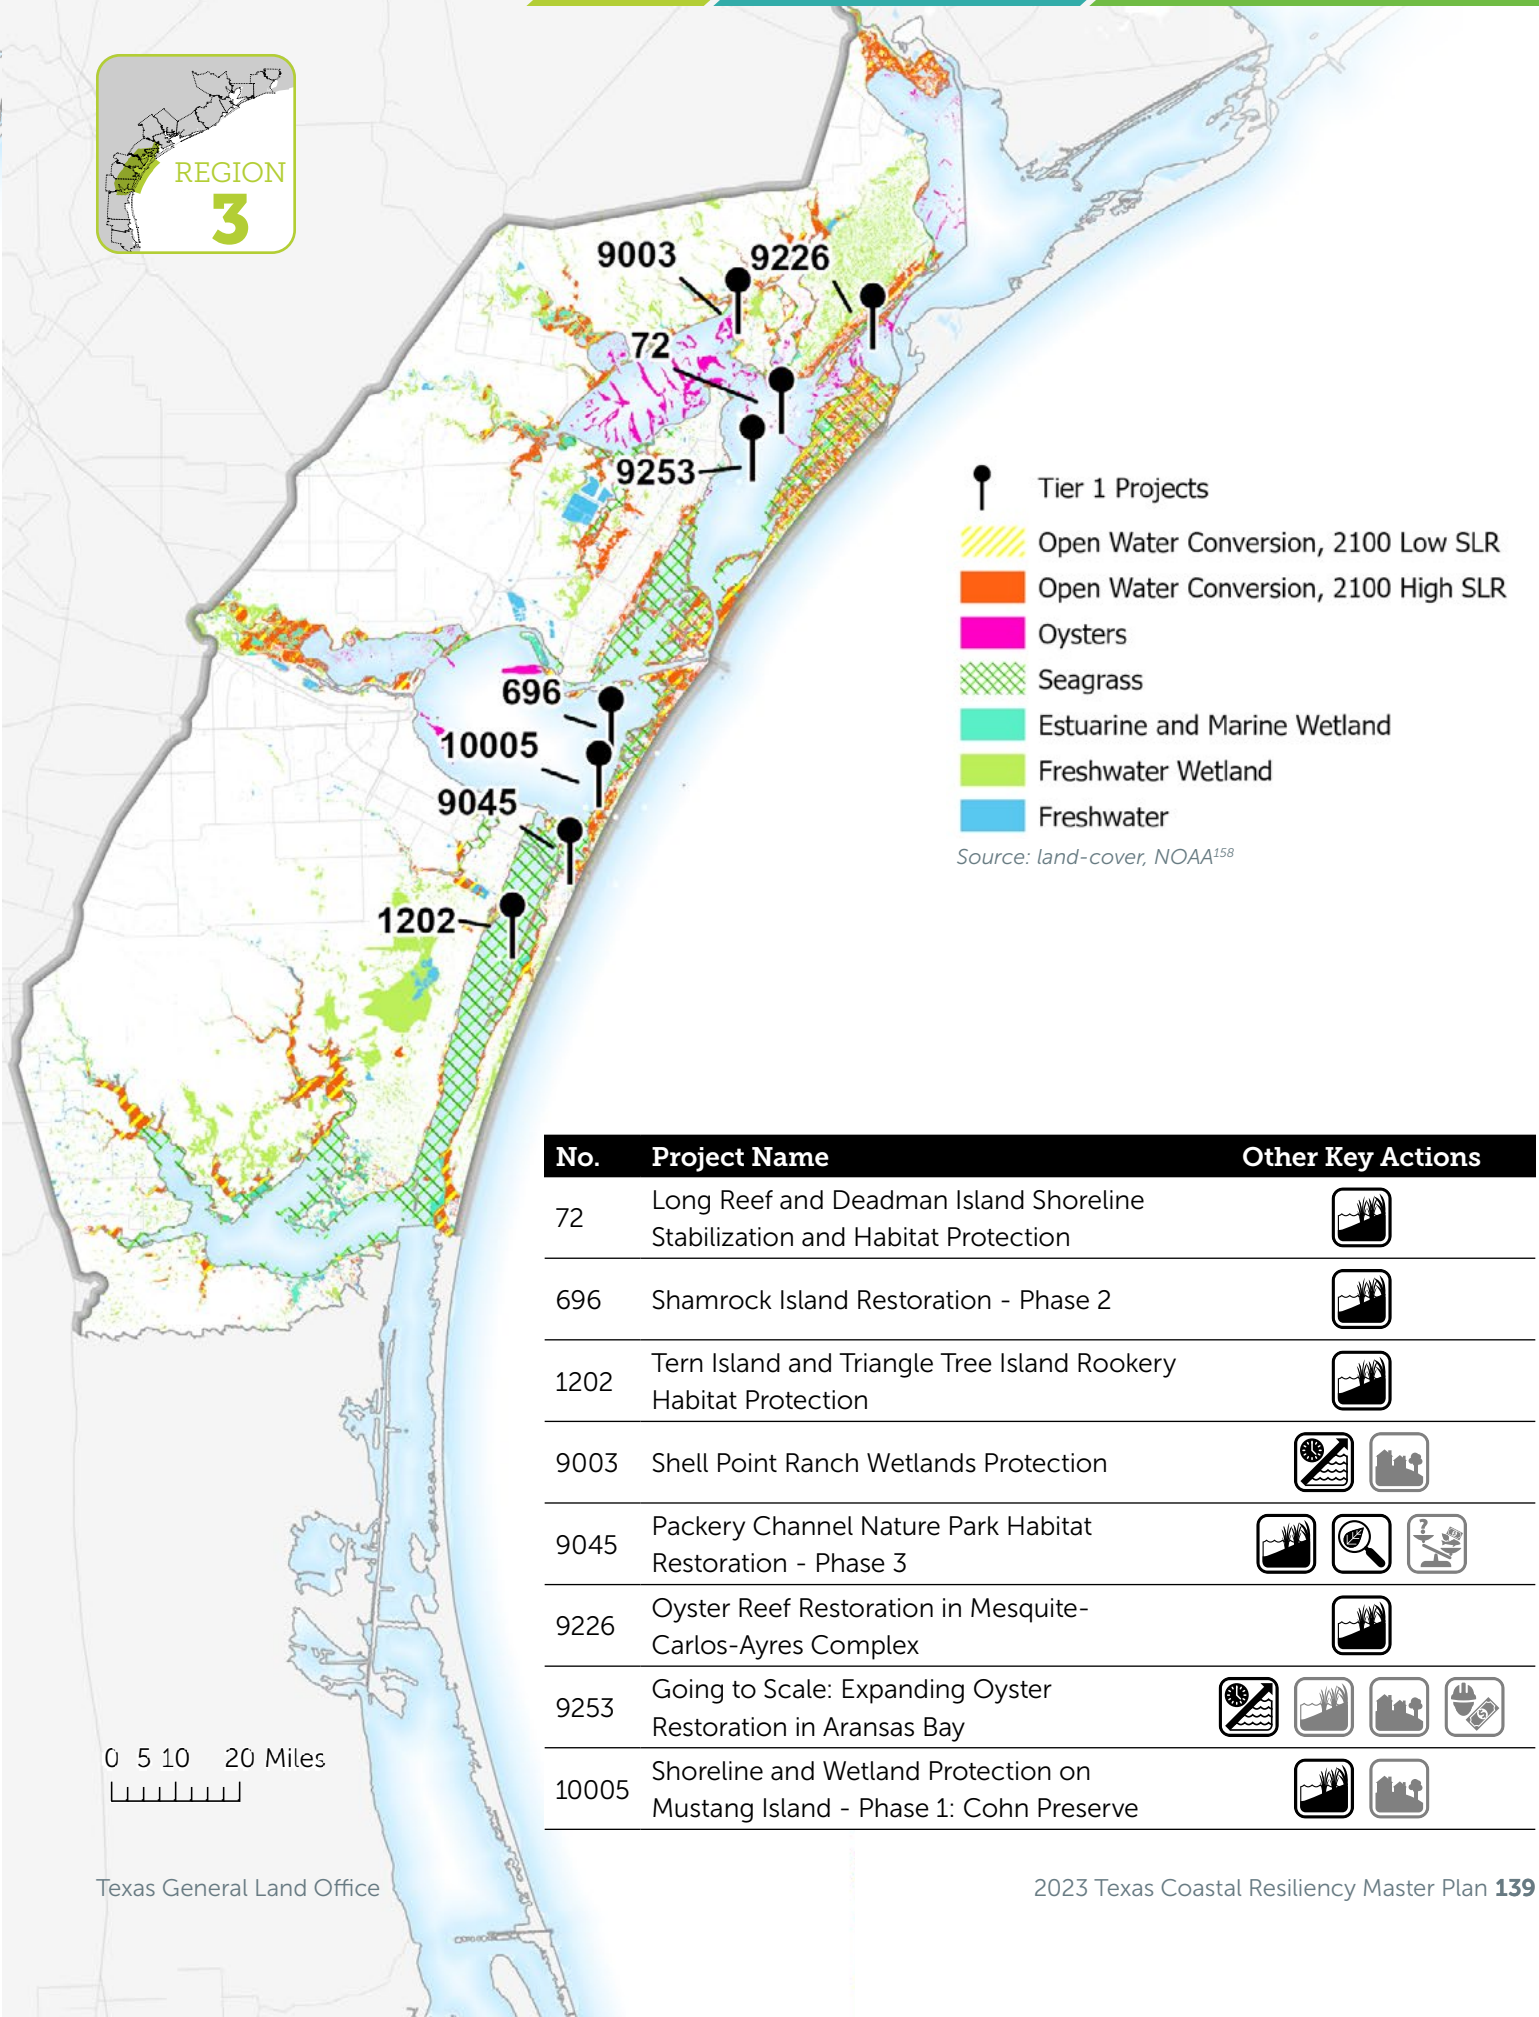 REGION
3
9003
9226
72
9253
696
10005
9045
1202
Tier 1 Projects
Open Water Conversion, 2100 Low SLR
Open Water Conversion, 2100 High SLR
Oysters
Seagrass
Estuarine and Marine Wetland
Freshwater Wetland
Freshwater
Source: land-cover, NOAA158
No. Project Name Other Key Actions
72 Long Reef and Deadman Island Shoreline
Stabilization and Habitat Protection
696 Shamrock Island Restoration - Phase 2
1202 Tern Island and Triangle Tree Island Rookery
Habitat Protection
9003 Shell Point Ranch Wetlands Protection
9045 Packery Channel Nature Park Habitat
Restoration - Phase 3
9226 Oyster Reef Restoration in Mesquite-
Carlos-Ayres Complex
9253 Going to Scale: Expanding Oyster
Restoration in Aransas Bay
10005 Shoreline and Wetland Protection on
Mustang Island - Phase 1: Cohn Preserve
0 5 10 20 Miles
Texas General Land Office
2023 Texas Coastal Resiliency Master Plan 139